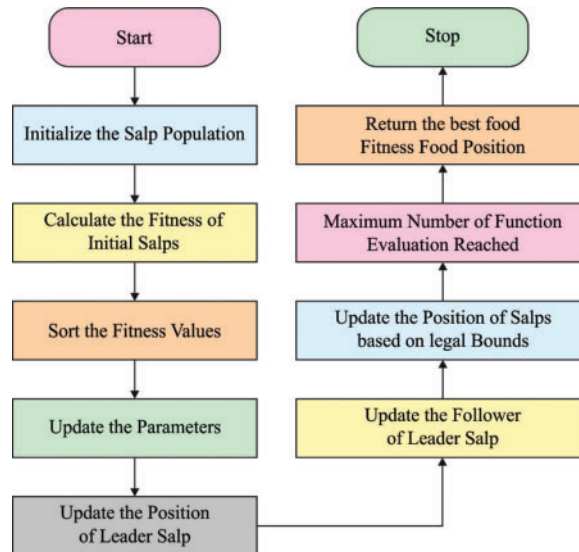 Start
Initialize the Salp Population
Calculate the Fitness of
Initial Salps
Sort the Fitness Values
Update the Parameters
Update the Position
of Leader Salp
Update the Follower
of Leader Salp
Update the Position of Salps
based on legal Bounds
Maximum Number of Function
Evaluation Reached
Return the best food
Fitness Food Position
Stop